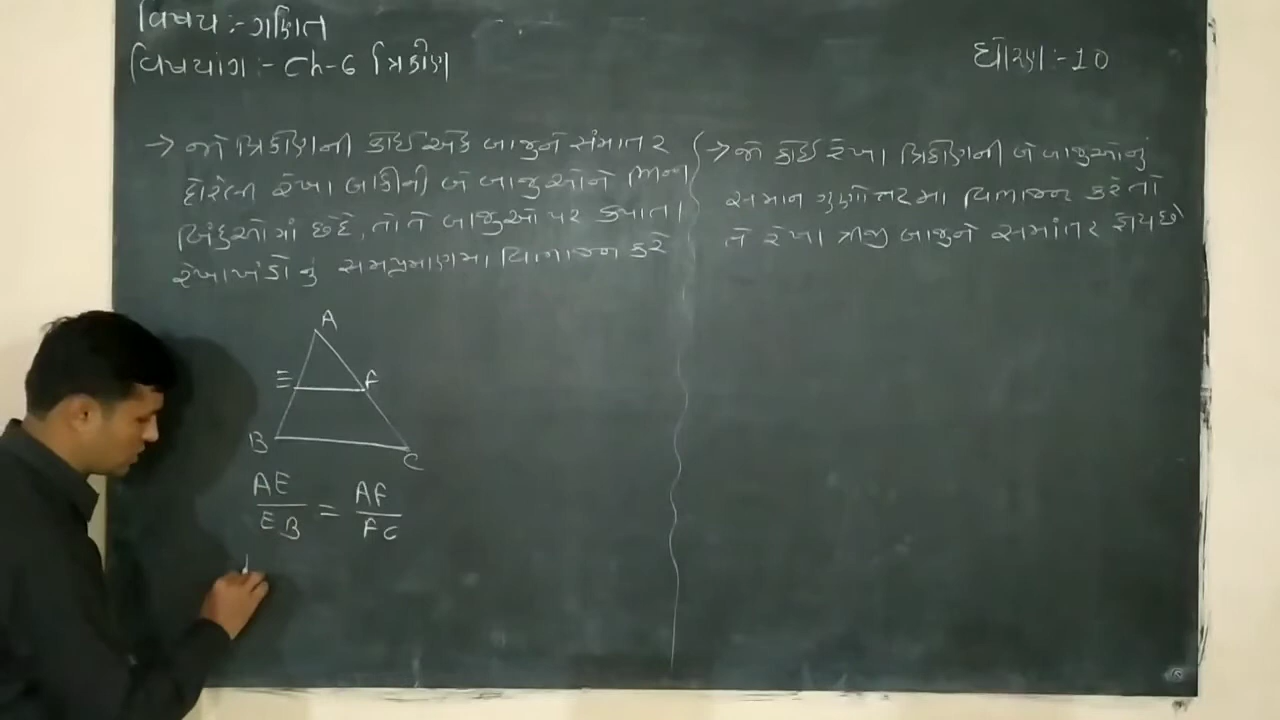 વિષય :- ગણિત
વિષયાંગ :- Ch-6 ત્રિકોણ
ધોરણ :- 10
→ જો ત્રિકોણની કોઈ એક બાજુને સંમાતર
દોરેલી રેખા બાકીની બે બાજુઓને ભિન્ન
બિંદુઓમાં છેદે, તો તે બાજુઓ પર કપાતા
રેખાખંડોનું સમપ્રમાણમા વિભાજન કરે
A
E F
B C
AE/EB = AF/FC
→ જો કોઈ રેખા ત્રિકોણની બે બાજુઓનું
સમાન ગુણોત્તરમા વિભાજન કરે તો
તે રેખા ત્રીજી બાજુને સમાંતર હોય છે